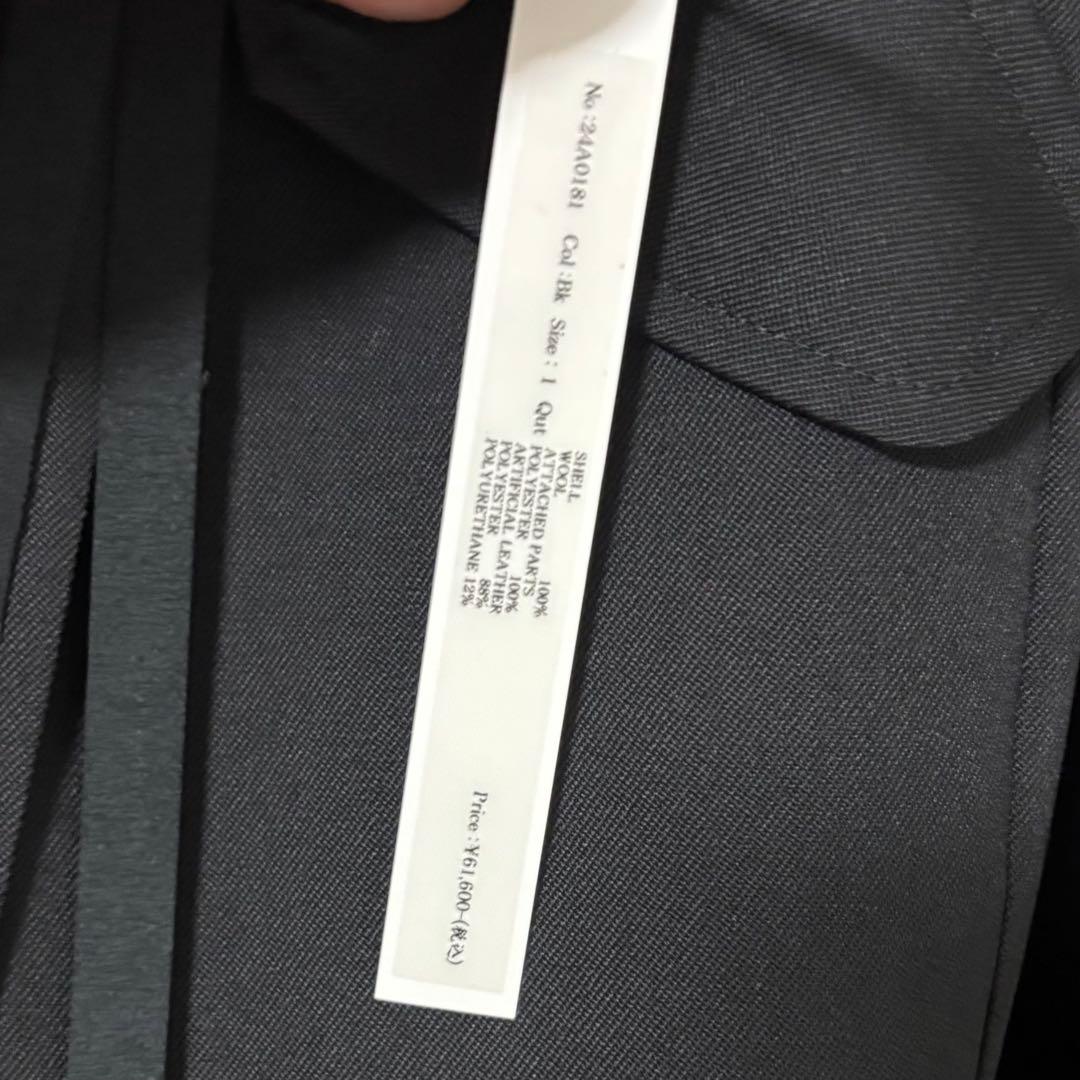 No :24A0181 Col :Bk Size : 1 Qut
SHELL
WOOL 100%
ATTACHED PARTS
POLYESTER 100%
ARTIFICIAL LEATHER
POLYESTER 88%
POLYURETHANE 12%
Price :¥61,600-(税込)